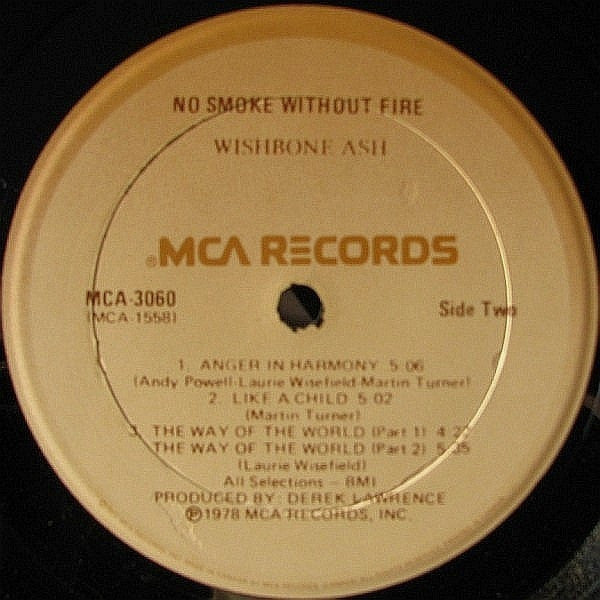 NO SMOKE WITHOUT FIRE
WISHBONE ASH
®MCA RECORDS
MCA-3060
(MCA-1558)
Side Two
1. ANGER IN HARMONY 5:06
(Andy Powell-Laurie Wisefield-Martin Turner)
2. LIKE A CHILD 5:02
(Martin Turner)
3. THE WAY OF THE WORLD (Part 1)
THE WAY OF THE WORLD (Part 2)
(Laurie Wisefield)
All Selections — BMI
PRODUCED BY: DEREK LAWRENCE
℗1978 MCA RECORDS, INC.